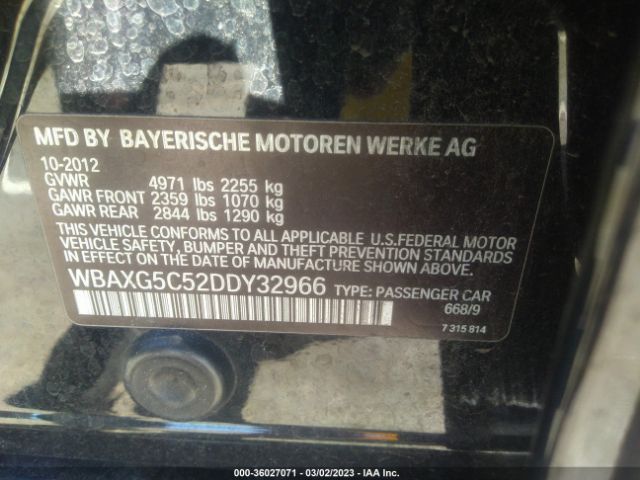 MFD BY BAYERISCHE MOTOREN WERKE AG
10-2012
GVWR 4971 lbs 2255 kg
GAWR FRONT 2359 lbs 1070 kg
GAWR REAR 2844 lbs 1290 kg
THIS VEHICLE CONFORMS TO ALL APPLICABLE U.S.FEDERAL MOTOR
VEHICLE SAFETY, BUMPER AND THEFT PREVENTION STANDARDS
IN EFFECT ON THE DATE OF MANUFACTURE SHOWN ABOVE.
WBAXG5C52DDY32966 TYPE: PASSENGER CAR
668/9
7 315 814
000-36027071 — 03/02/2023 — IAA Inc.